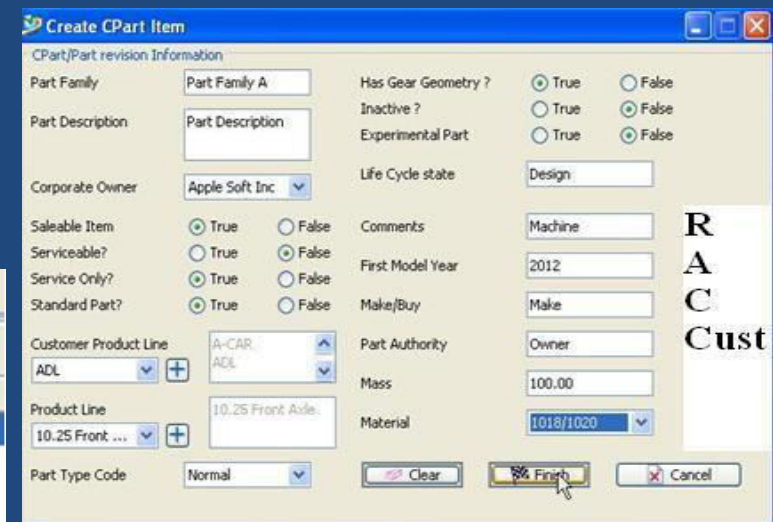 Create CPart Item
CPart/Part revision Information
Part Family Part Family A
Part Description Part Description
Corporate Owner Apple Soft Inc
Saleable Item True False
Serviceable? True False
Service Only? True False
Standard Part? True False
Customer Product Line A-CAR
ADL ADL
Product Line 10.25 Front Axle.
10.25 Front ...
Part Type Code Normal
Has Gear Geometry ? True False
Inactive ? True False
Experimental Part True False
Life Cycle state Design
Comments Machine
First Model Year 2012
Make/Buy Make
Part Authority Owner
Mass 100.00
Material 1018/1020
Clear Finish Cancel
R
A
C
Cust